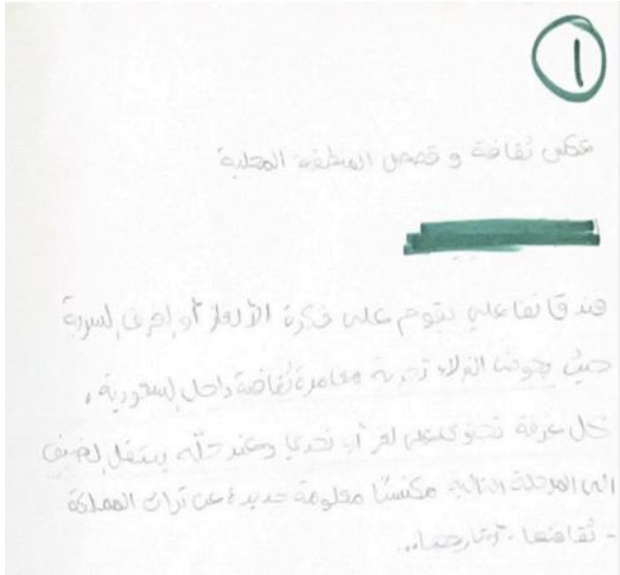 ١
تعكس ثقافة و قصص المنطقة المحلية
فندق تفاعلي يقوم على فكرة الألغاز أو الغرف السرية
حيث يخوض النزلاء تجربة مغامرة ثقافية داخل السعودية.
كل غرفة تحتوي على لغز أو تحدي وعند حله ينتقل الضيف
الى المرحلة التالية مكتسبًا معلومة جديدة عن تراث المملكة
- ثقافتها - وتاريخها..